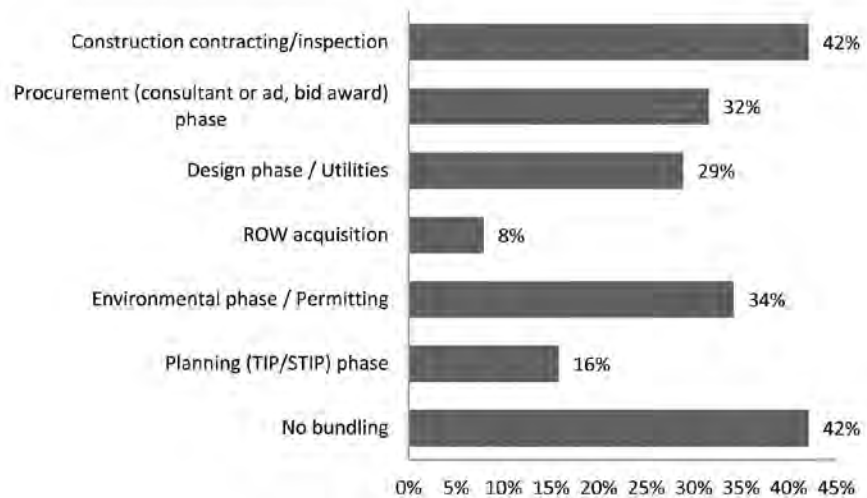 Construction contracting/inspection 42%
Procurement (consultant or ad, bid award)
phase 32%
Design phase / Utilities 29%
ROW acquisition 8%
Environmental phase / Permitting 34%
Planning (TIP/STIP) phase 16%
No bundling 42%
0% 5% 10% 15% 20% 25% 30% 35% 40% 45%